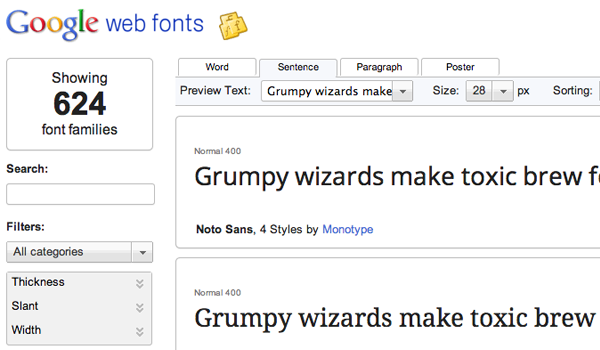 Google web fonts
Showing
624
font families
Search:
Filters:
All categories
Thickness
Slant
Width
Word Sentence Paragraph Poster
Preview Text: Grumpy wizards make Size: 28 px Sorting:
Normal 400
Grumpy wizards make toxic brew f
Noto Sans, 4 Styles by Monotype
Normal 400
Grumpy wizards make toxic brew